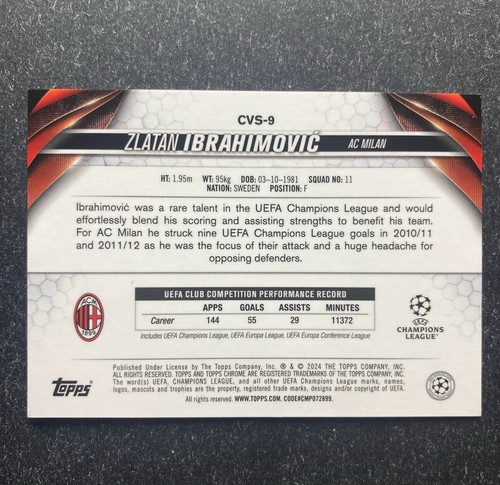 CVS-9
ZLATAN IBRAHIMOVIĆ
AC MILAN
HT: 1.95m WT: 95kg DOB: 03-10-1981 SQUAD NO: 11
NATION: SWEDEN POSITION: F
Ibrahimović was a rare talent in the UEFA Champions League and would
effortlessly blend his scoring and assisting strengths to benefit his team.
For AC Milan he struck nine UEFA Champions League goals in 2010/11
and 2011/12 as he was the focus of their attack and a huge headache for
opposing defenders.
UEFA CLUB COMPETITION PERFORMANCE RECORD
APPS GOALS ASSISTS MINUTES
Career 144 55 29 11372
Includes UEFA Champions League, UEFA Europa League, UEFA Europa Conference League
ACM
1899
UEFA
CHAMPIONS
LEAGUE
Topps
Published Under License by The Topps Company, Inc. ® & © 2024 THE TOPPS COMPANY, INC.
ALL RIGHTS RESERVED. TOPPS AND TOPPS CHROME ARE REGISTERED TRADEMARKS OF THE TOPPS COMPANY, INC.
The word(s) UEFA, CHAMPIONS LEAGUE, and all other UEFA Champions League marks, names,
logos, mascots and trophies are the property, registered trade marks, designs and/or copyright of UEFA.
All rights reserved. WWW.TOPPS.COM. CODE#CMP072899.